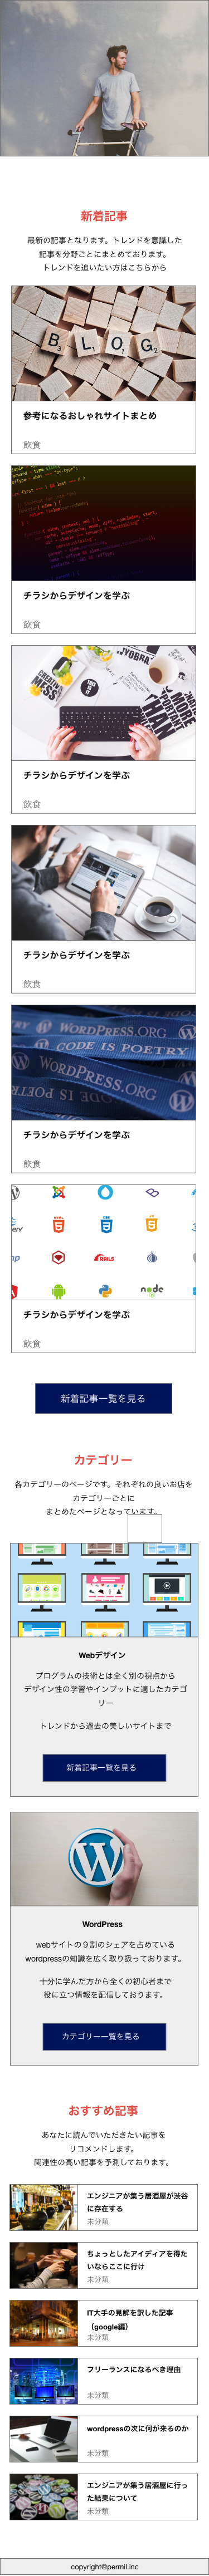 新着記事
最新の記事となります。トレンドを意識した
記事を分野ごとにまとめております。
トレンドを追いたい方はこちらから
B L O G
3 1 1 2
参考になるおしゃれサイトまとめ
飲食
チラシからデザインを学ぶ
飲食
チラシからデザインを学ぶ
飲食
チラシからデザインを学ぶ
飲食
WORDPRESS.ORG
CODE IS POETRY
WORDPRESS.ORG
チラシからデザインを学ぶ
飲食
HTML
CSS
RAILS
node
チラシからデザインを学ぶ
飲食
新着記事一覧を見る
カテゴリー
各カテゴリーのページです。それぞれの良いお店を
カテゴリーごとに
まとめたページとなっています。
Webデザイン
プログラムの技術とは全く別の視点から
デザイン性の学習やインプットに適したカテゴ
リー
トレンドから過去の美しいサイトまで
新着記事一覧を見る
WordPress
webサイトの９割のシェアを占めている
wordpressの知識を広く取り扱っております。
十分に学んだ方から全くの初心者まで
役に立つ情報を配信しております。
カテゴリー一覧を見る
おすすめ記事
あなたに読んでいただきたい記事を
リコメンドします。
関連性の高い記事を予測しております。
エンジニアが集う居酒屋が渋谷
に存在する
未分類
ちょっとしたアイディアを得た
いならここに行け
未分類
IT大手の見解を訳した記事
（google編）
未分類
フリーランスになるべき理由
未分類
wordpressの次に何が来るのか
未分類
エンジニアが集う居酒屋に行っ
た結果について
未分類
copyright@permil.inc